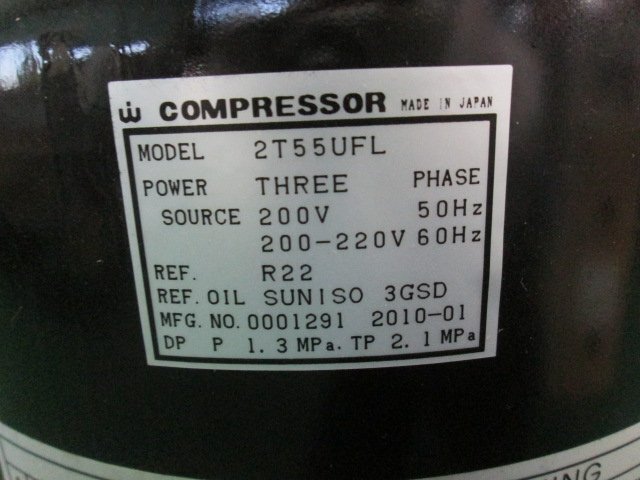 COMPRESSOR MADE IN JAPAN
MODEL 2T55UFL
POWER THREE PHASE
SOURCE 200V 50Hz
200-220V 60Hz
REF. R22
REF. OIL SUNISO 3GSD
MFG. NO. 0001291 2010-01
DP P 1.3 MPa. TP 2.1 MPa